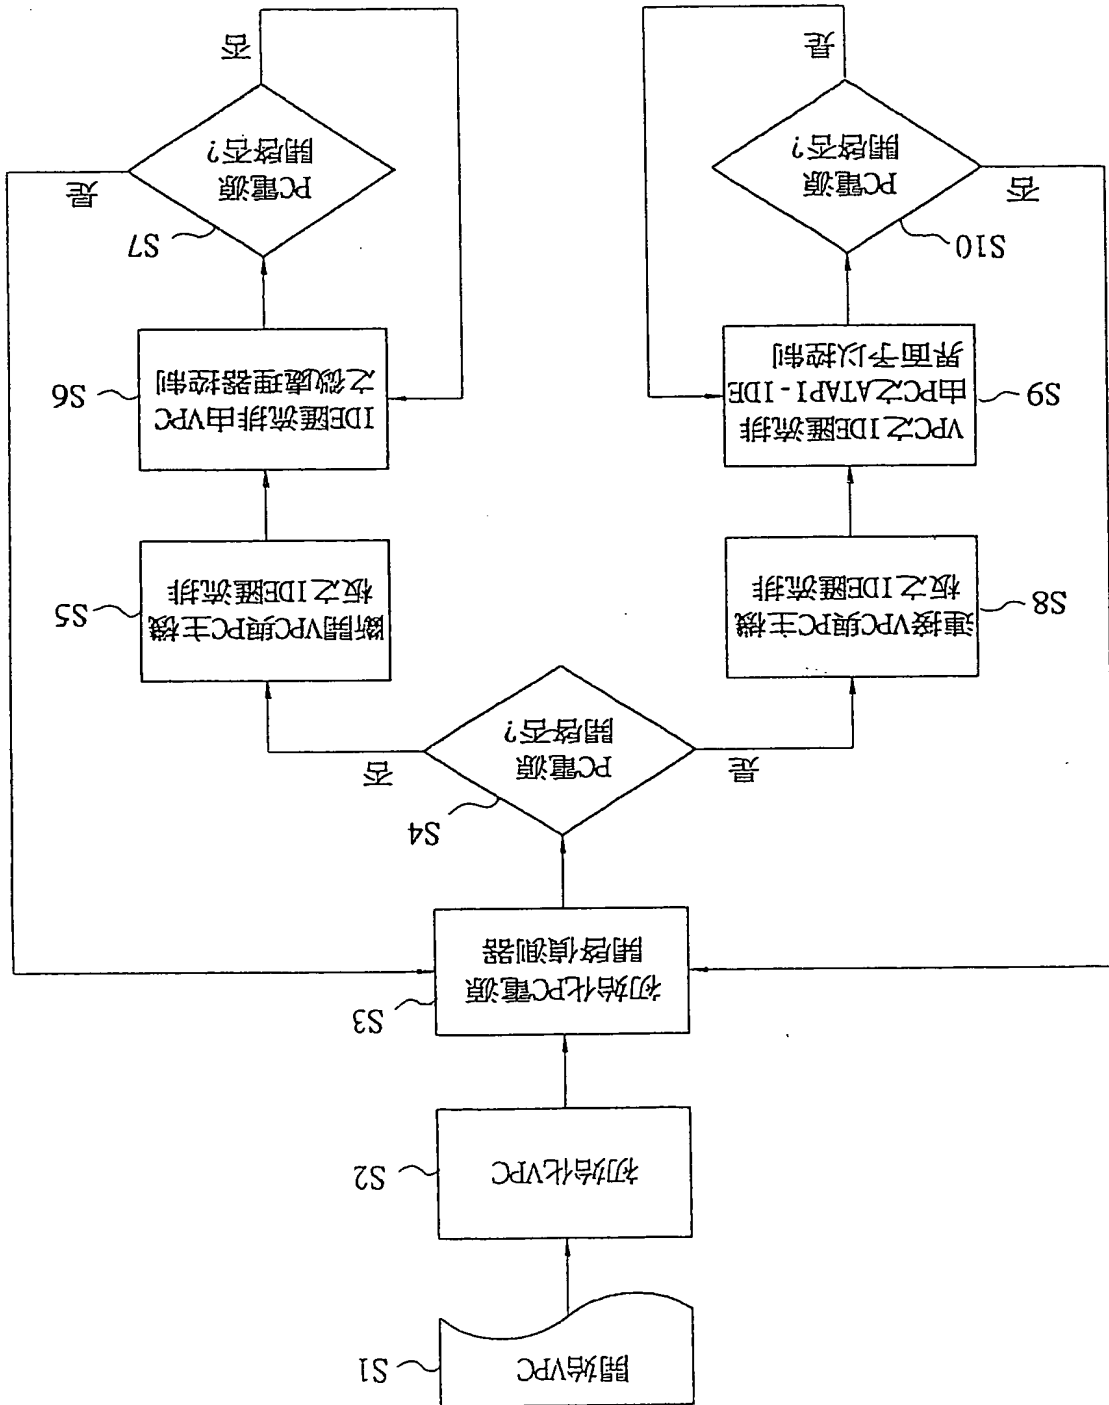 開始VPC
S1
初始化VPC
S2
初始化PC電源
開啓偵測器
S3
PC電源
開啓否?
S4
是
否
連接VPC與PC主機
板之IDE匯流排
S8
VPC之IDE匯流排
由PC之ATAPI-IDE
界面予以控制
S9
PC電源
開啓否?
S10
否
是
斷開VPC與PC主機
板之IDE匯流排
S5
IDE匯流排由VPC
之微處理器控制
S6
PC電源
開啓否?
S7
是
否